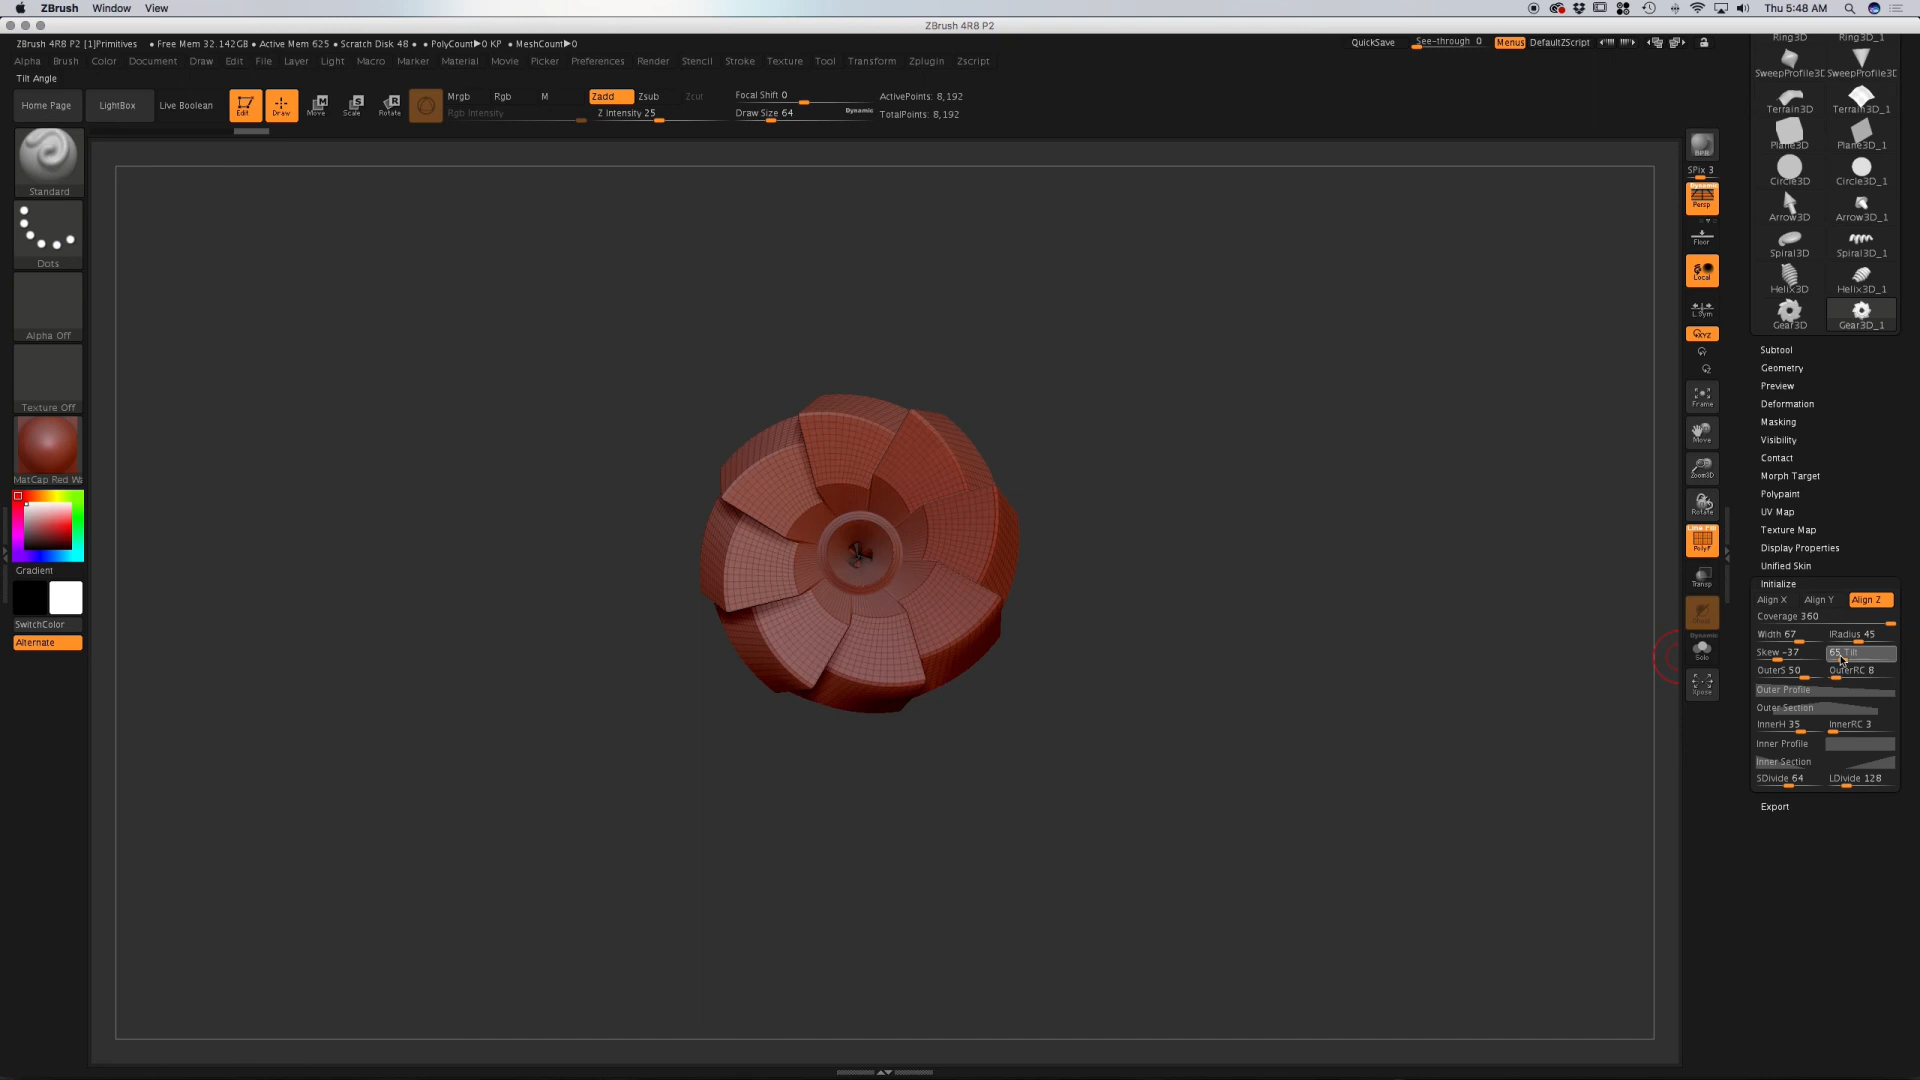 ZBrush Window View Thu 5:48 AM
ZBrush 4R8 P2
ZBrush 4R8 P2 [1]Primitives • Free Mem 32.142GB • Active Mem 625 • Scratch Disk 48 • PolyCount▶0 KP • MeshCount▶0 QuickSave See-through 0 Menus DefaultZScript
Alpha Brush Color Document Draw Edit File Layer Light Macro Marker Material Movie Picker Preferences Render Stencil Stroke Texture Tool Transform Zplugin Zscript
Tilt Angle
Home Page LightBox Live Boolean Edit Draw Move Scale Rotate
Mrgb Rgb M Zadd Zsub Zcut Focal Shift 0 ActivePoints: 8,192
Rgb Intensity Z Intensity 25 Draw Size 64 Dynamic TotalPoints: 8,192
Standard
Dots
Alpha Off
Texture Off
MatCap Red Wa
Gradient
SwitchColor
Alternate
BPR
SPix 3
Dynamic
Persp
Floor
Local
L.Sym
XYZ
Frame
Move
Zoom3D
Rotate
Line Fill
PolyF
Transp
Dynamic
Solo
Xpose
Ring3D Ring3D_1
SweepProfile3D SweepProfile3D
Terrain3D Terrain3D_1
Plane3D Plane3D_1
Circle3D Circle3D_1
Arrow3D Arrow3D_1
Spiral3D Spiral3D_1
Helix3D Helix3D_1
Gear3D Gear3D_1
Subtool
Geometry
Preview
Deformation
Masking
Visibility
Contact
Morph Target
Polypaint
UV Map
Texture Map
Display Properties
Unified Skin
Initialize
Align X Align Y Align Z
Coverage 360
Width 67 IRadius 45
Skew -37 65 Tilt
OuterS 50 OuterRC 8
Outer Profile
Outer Section
InnerH 35 InnerRC 3
Inner Profile
Inner Section
SDivide 64 LDivide 128
Export